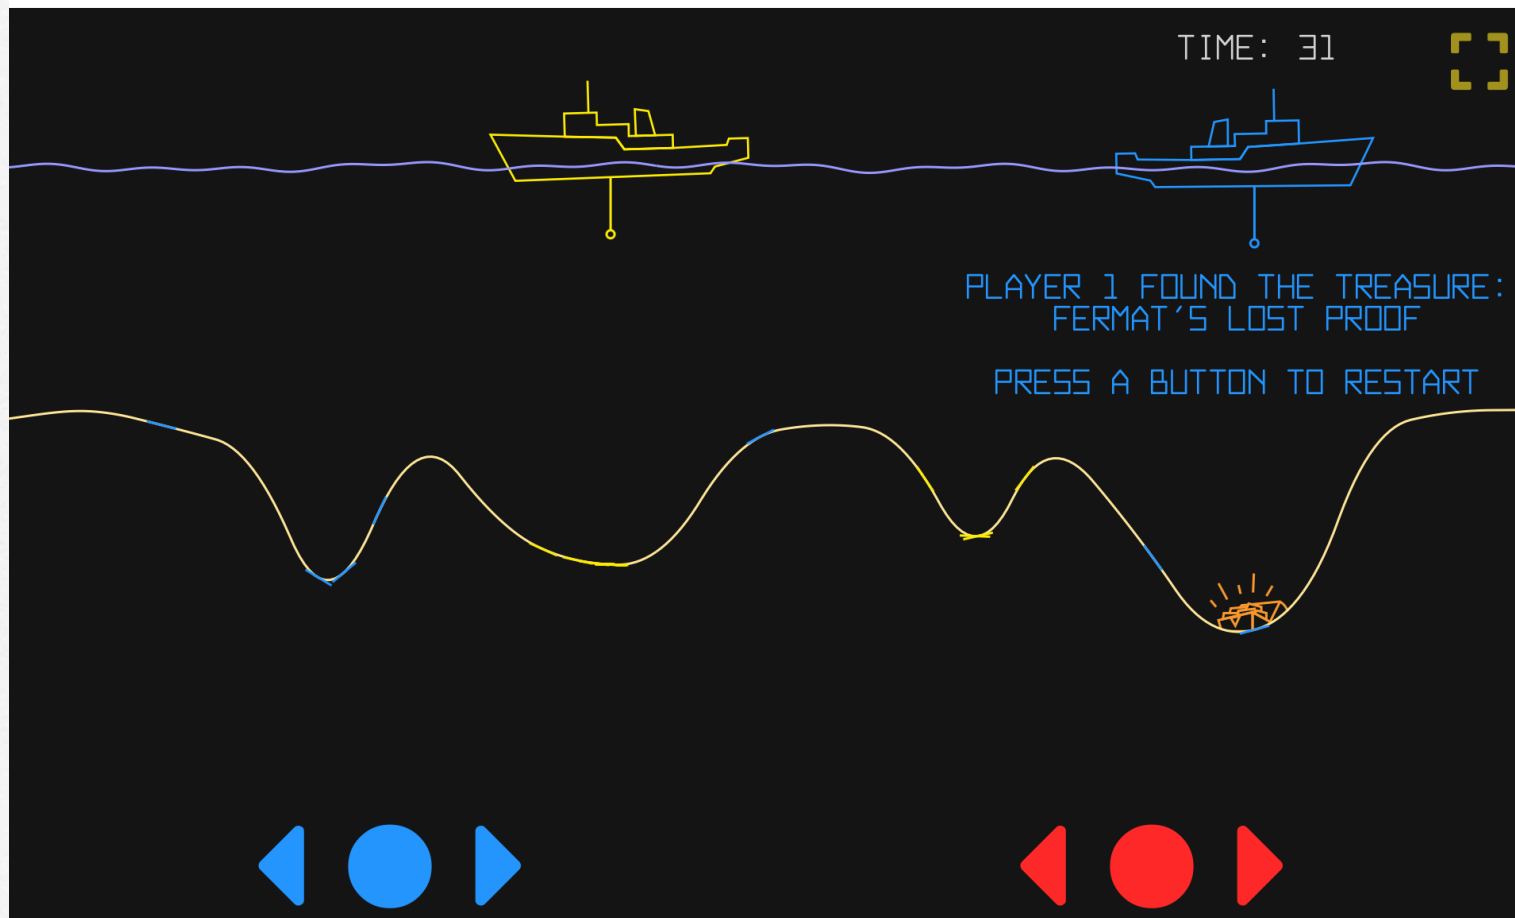 TIME: 31
PLAYER 1 FOUND THE TREASURE:
FERMAT'S LOST PROOF
PRESS A BUTTON TO RESTART